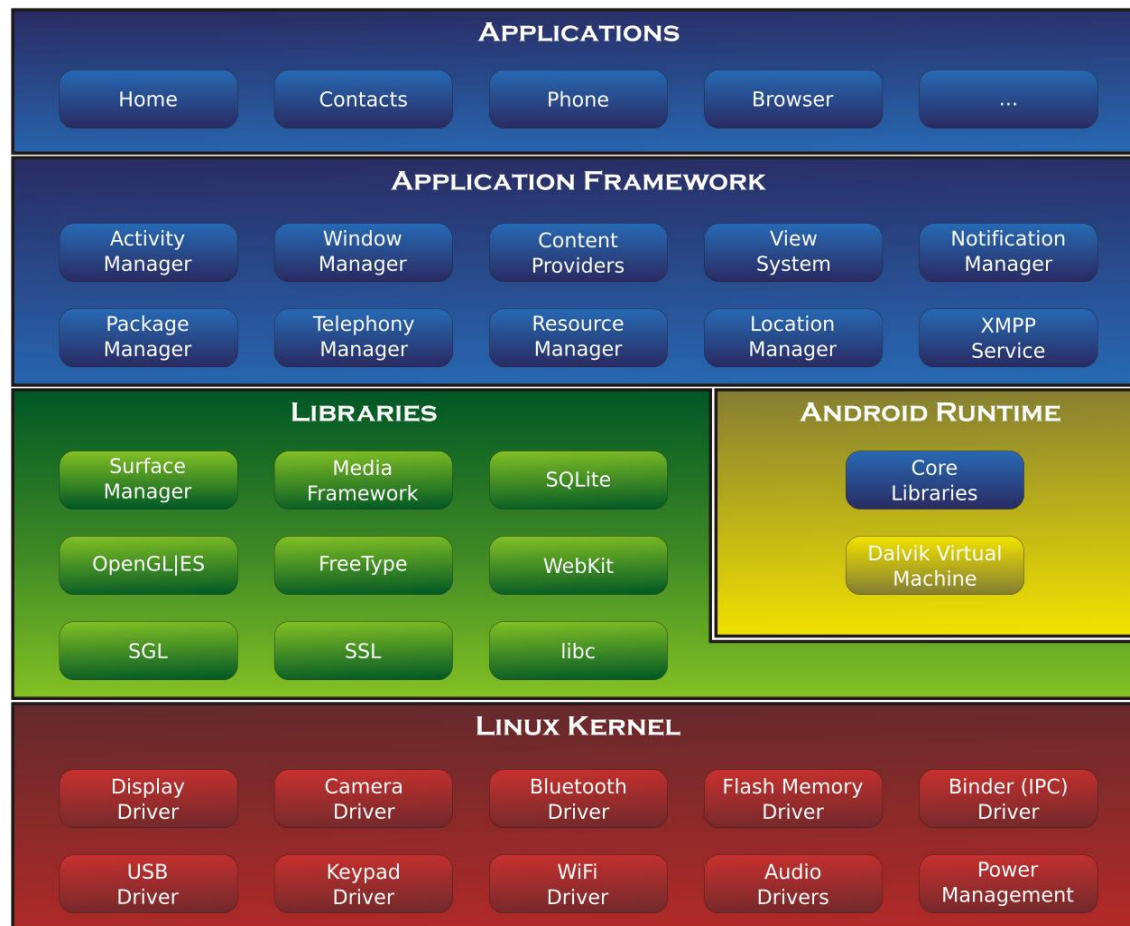 APPLICATIONS
Home
Contacts
Phone
Browser
...
APPLICATION FRAMEWORK
Activity
Manager
Window
Manager
Content
Providers
View
System
Notification
Manager
Package
Manager
Telephony
Manager
Resource
Manager
Location
Manager
XMPP
Service
LIBRARIES
Surface
Manager
Media
Framework
SQLite
OpenGL|ES
FreeType
WebKit
SGL
SSL
libc
ANDROID RUNTIME
Core
Libraries
Dalvik Virtual
Machine
LINUX KERNEL
Display
Driver
Camera
Driver
Bluetooth
Driver
Flash Memory
Driver
Binder (IPC)
Driver
USB
Driver
Keypad
Driver
WiFi
Driver
Audio
Drivers
Power
Management